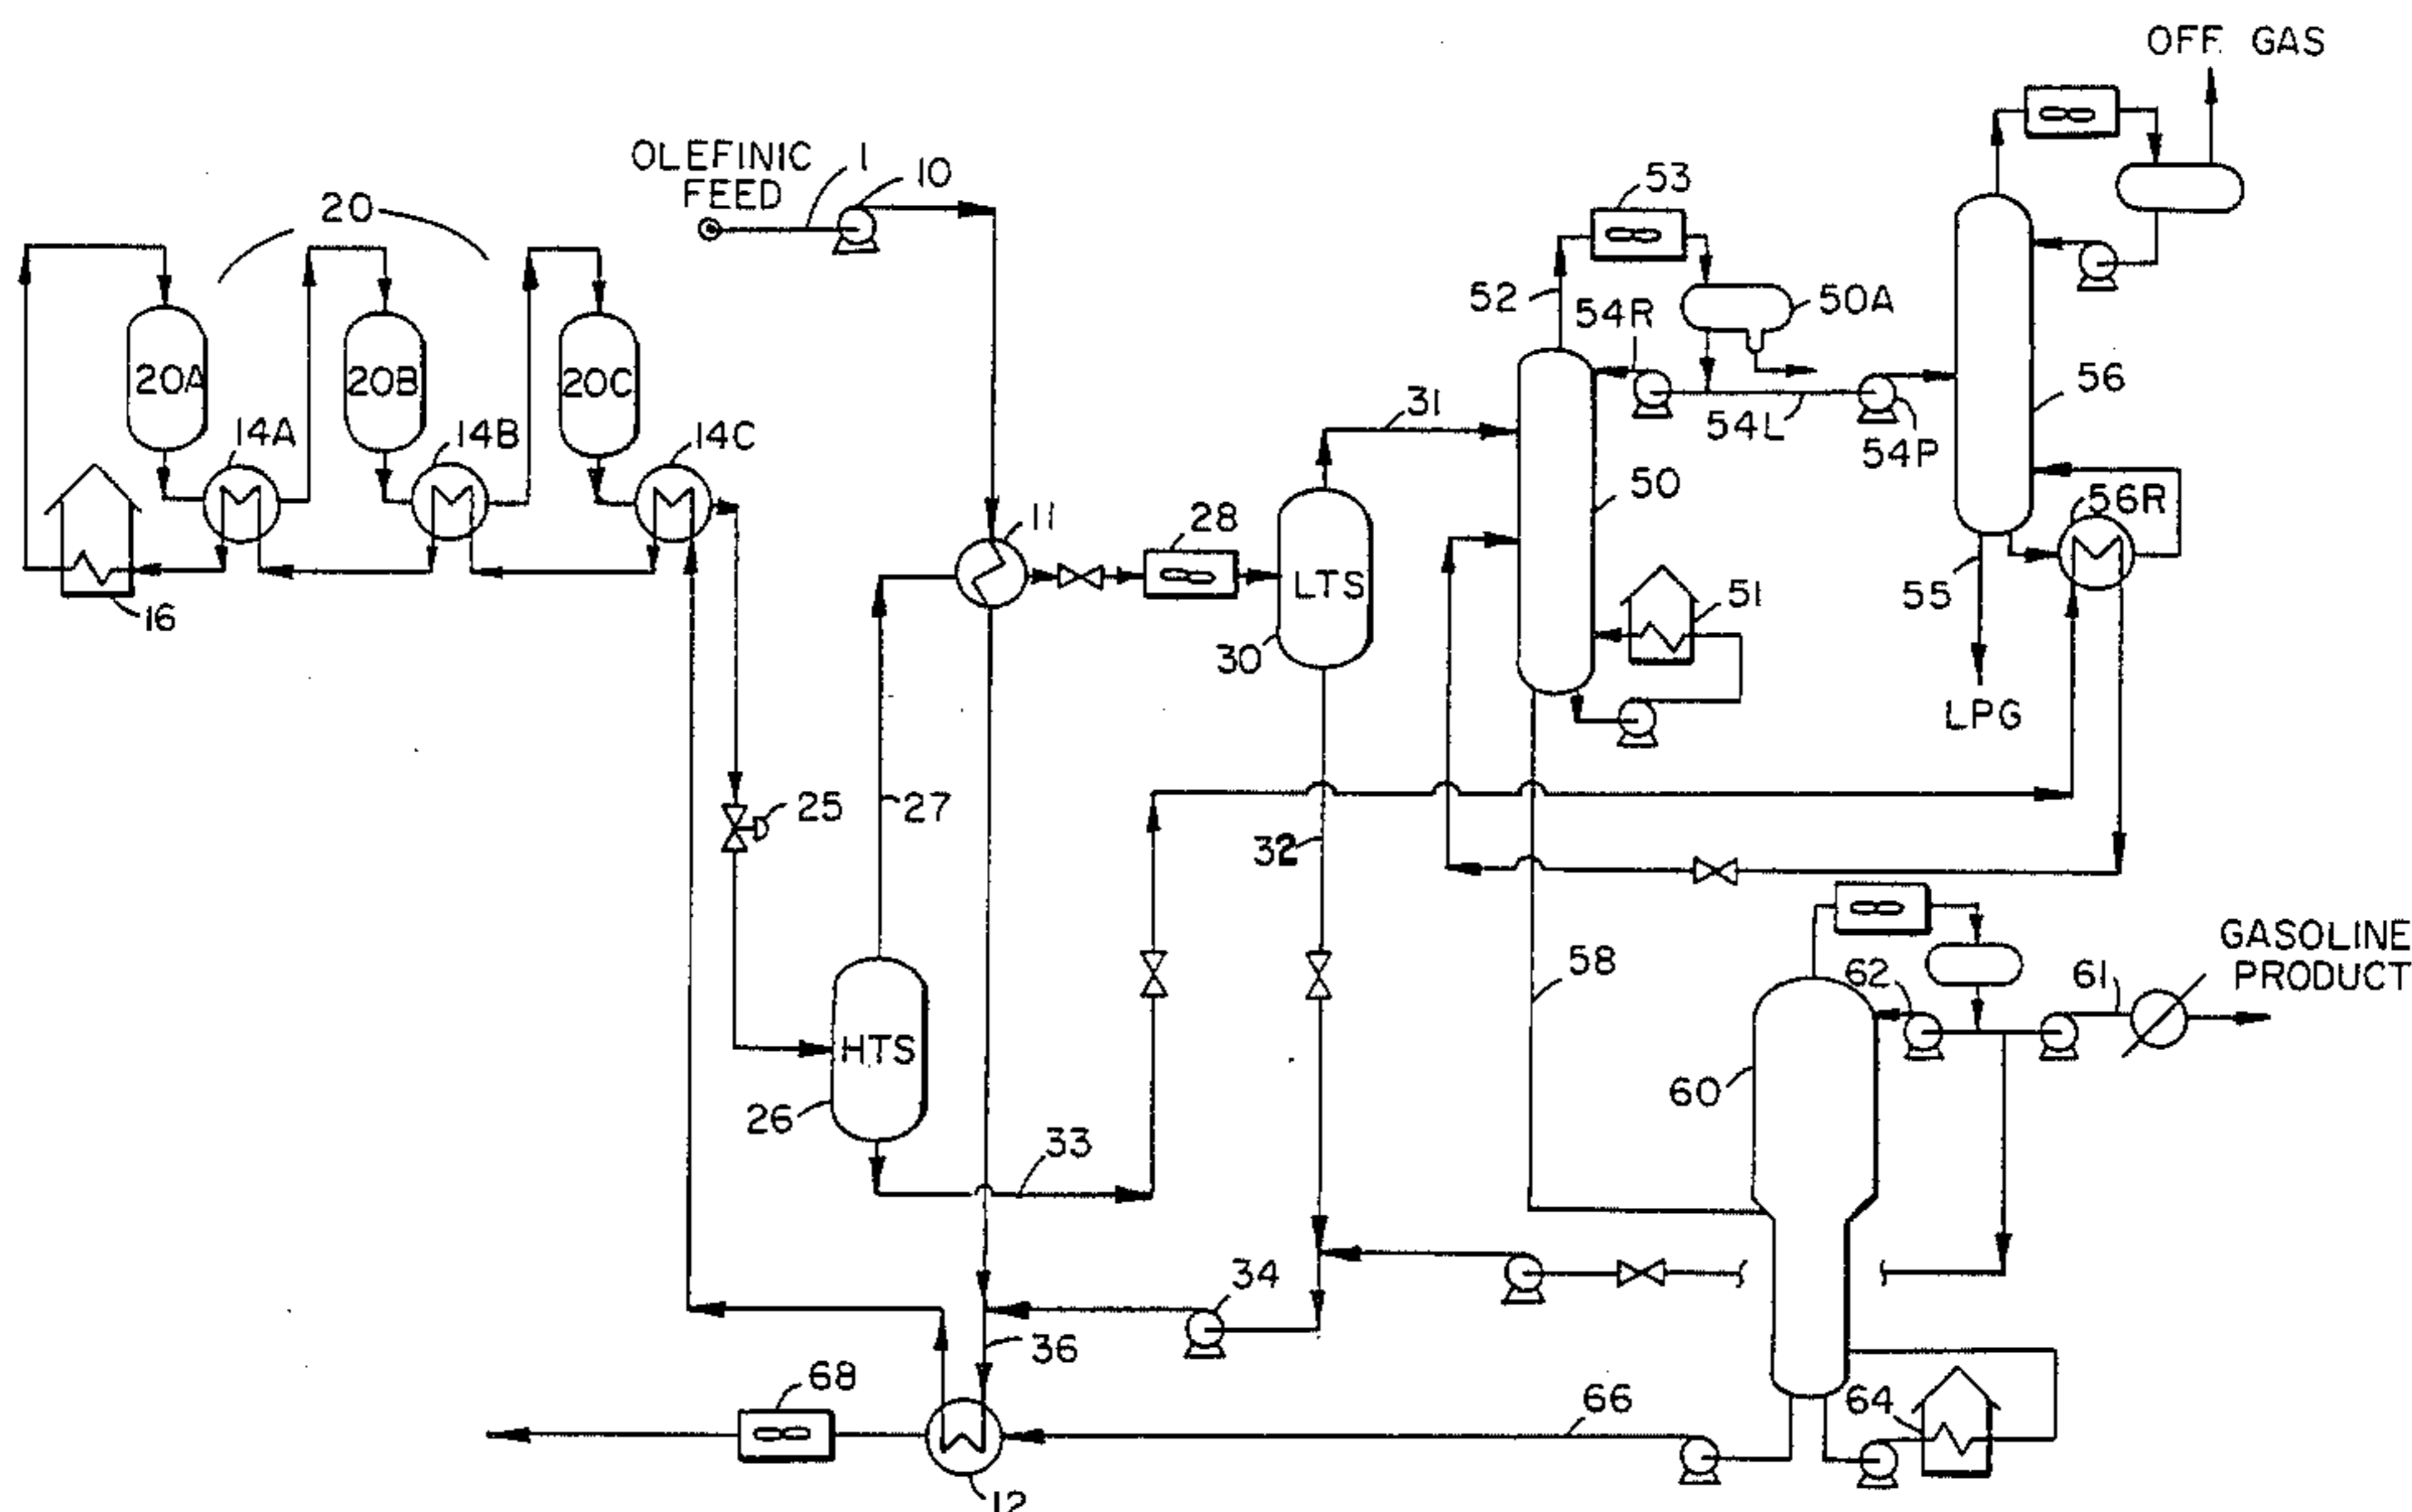 OFF GAS
OLEFINIC
FEED
1
10
20
53
52
54R
50A
20A
20B
20C
14A
14B
14C
31
54L
54P
56
50
56R
11
28
LTS
51
55
16
30
LPG
25
27
32
58
GASOLINE
PRODUCT
62
61
HTS
26
33
60
34
36
68
66
64
12